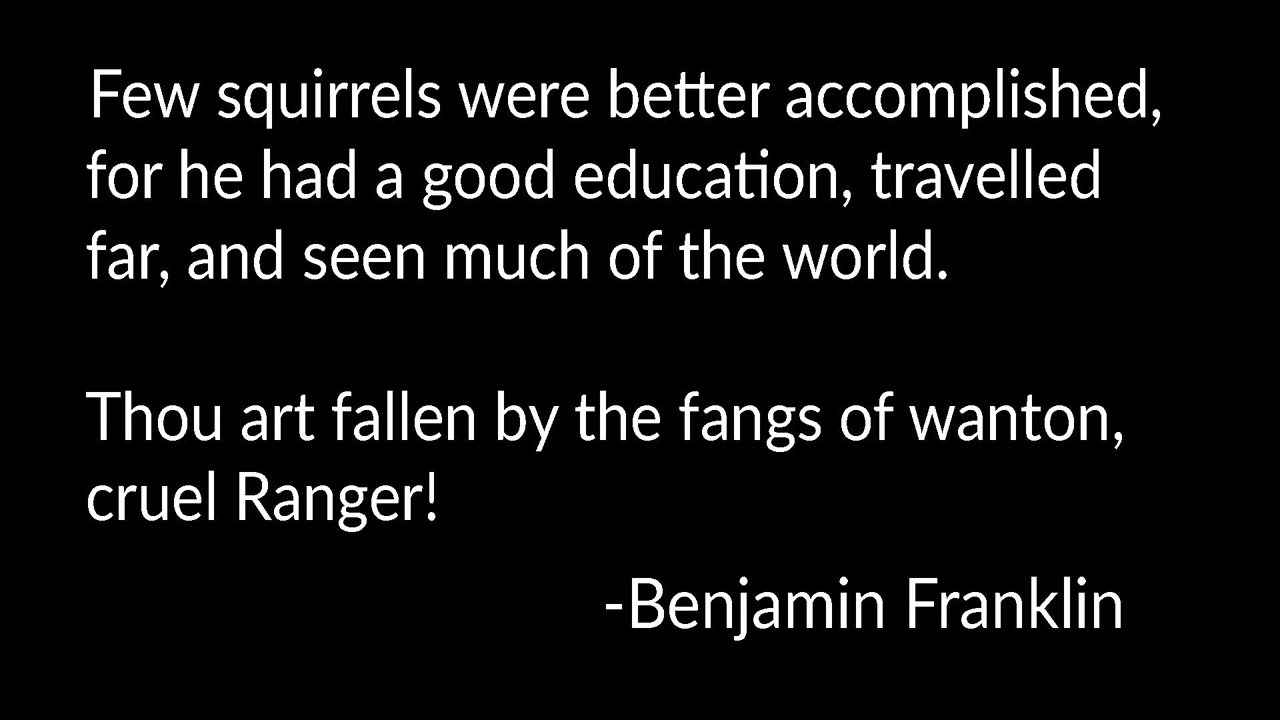 Few squirrels were better accomplished,
for he had a good education, travelled
far, and seen much of the world.
Thou art fallen by the fangs of wanton,
cruel Ranger!
-Benjamin Franklin